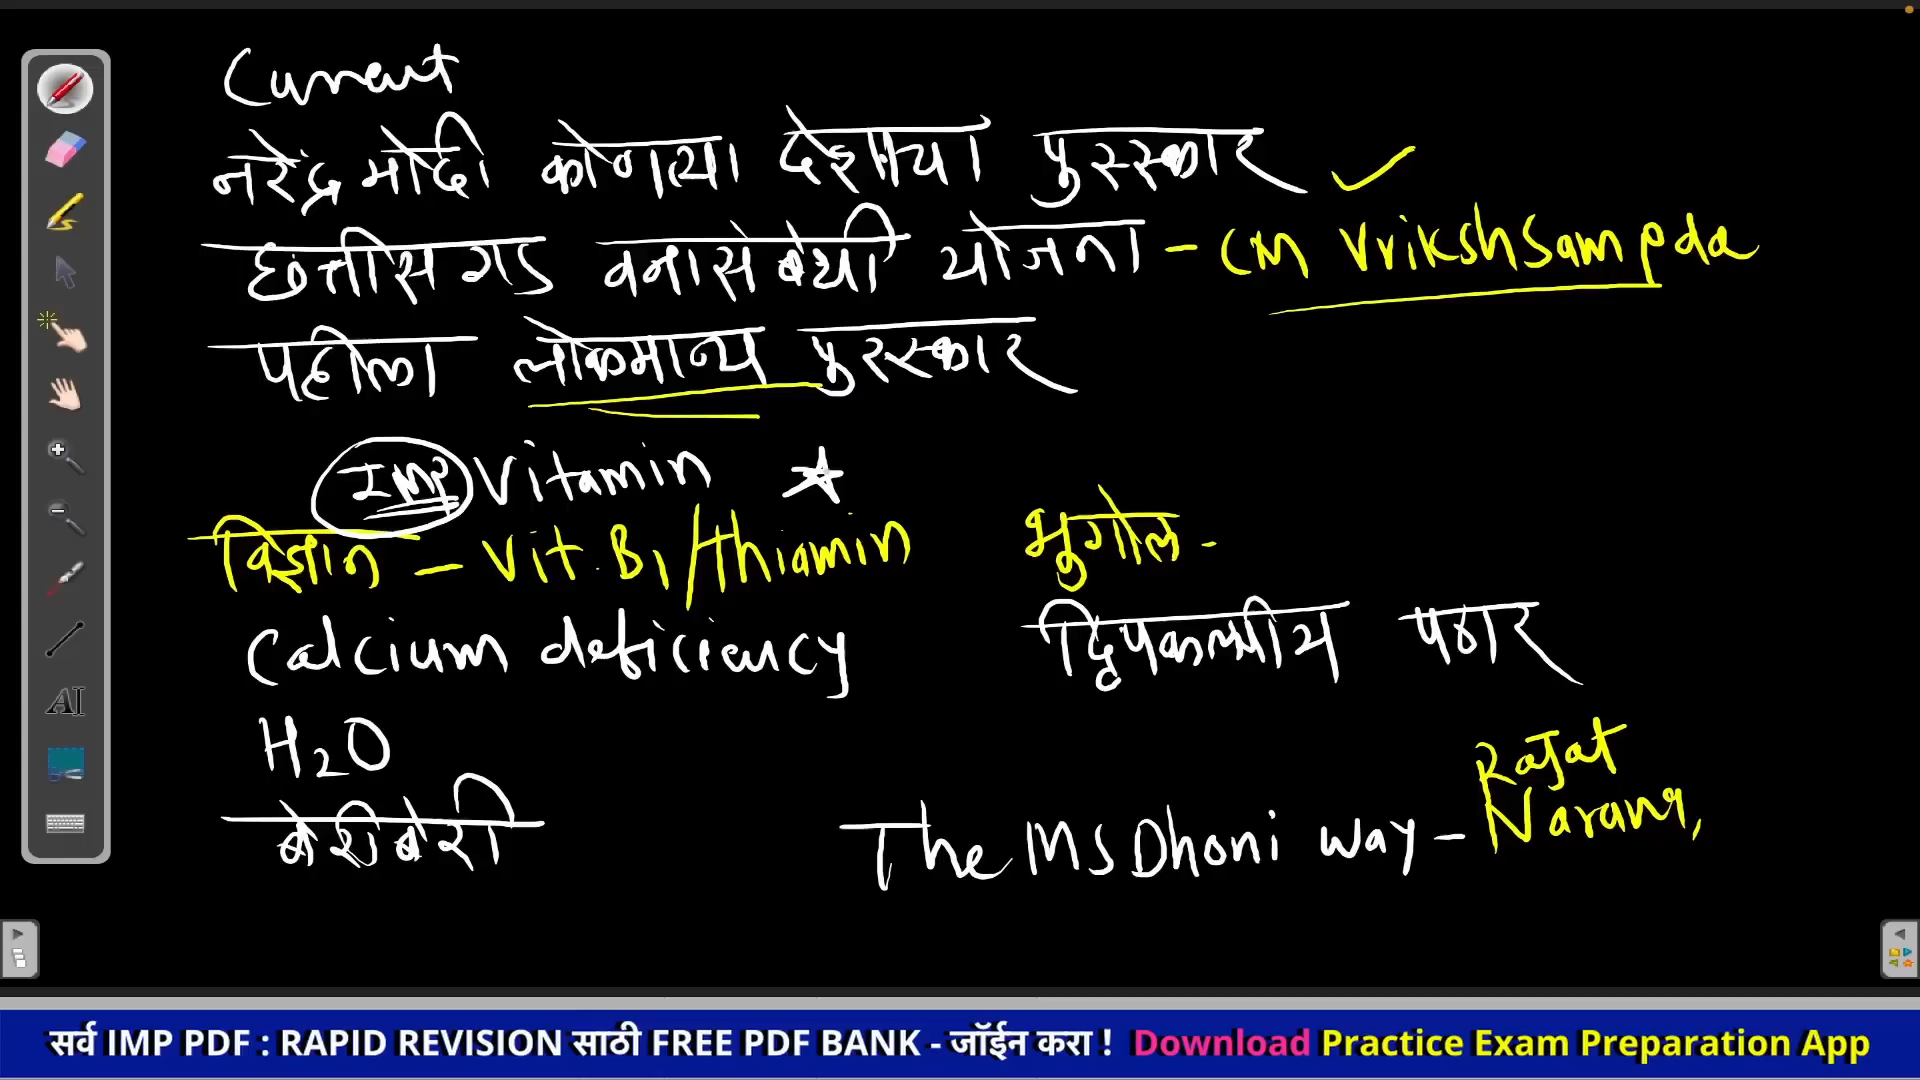 Current
नरेंद्र मोदी कोणत्या देशाचा पुरस्कार
छत्तीसगड वनासंबंधी योजना - CM Vrikshsampda
पहीला लोकमान्य पुरस्कार
IMP Vitamin
विज्ञान - Vit. B1/Thiamin
भुगोल -
Calcium deficiency
द्विपकल्पीय पठार
H2O
बेरीबेरी
The MS Dhoni way - Rajat
सर्व IMP PDF : RAPID REVISION साठी FREE PDF BANK - जॉईन करा ! Download Practice Exam Preparation App